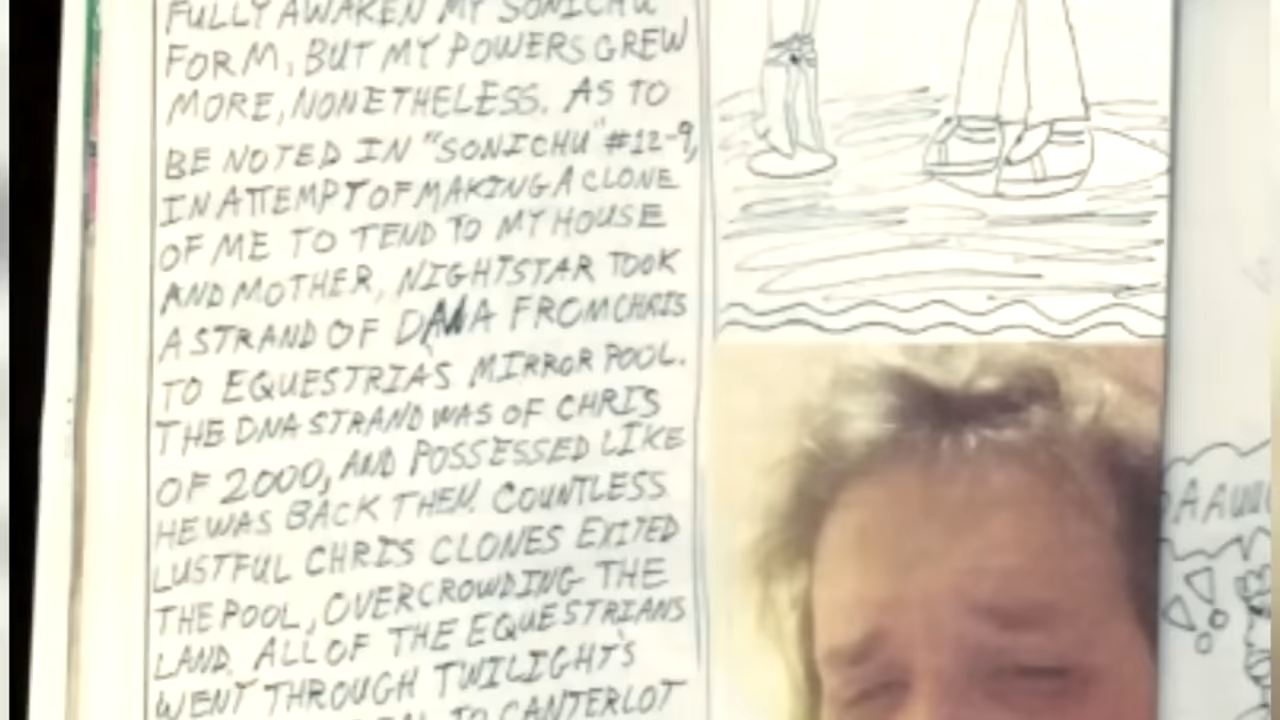 FULLY AWAKEN MY SONICHU
FORM, BUT MY POWERS GREW
MORE, NONETHELESS. AS TO
BE NOTED IN "SONICHU" #12-9,
IN ATTEMPT OF MAKING A CLONE
OF ME TO TEND TO MY HOUSE
AND MOTHER, NIGHTSTAR TOOK
A STRAND OF DNA FROM CHRIS
TO EQUESTRIAS MIRROR POOL.
THE DNA STRAND WAS OF CHRIS
OF 2000, AND POSSESSED LIKE
HE WAS BACK THEN. COUNTLESS
LUSTFUL CHRIS CLONES EXITED
THE POOL, OVERCROWDING THE
LAND. ALL OF THE EQUESTRIANS
WENT THROUGH TWILIGHT'S
TO CANTERLOT